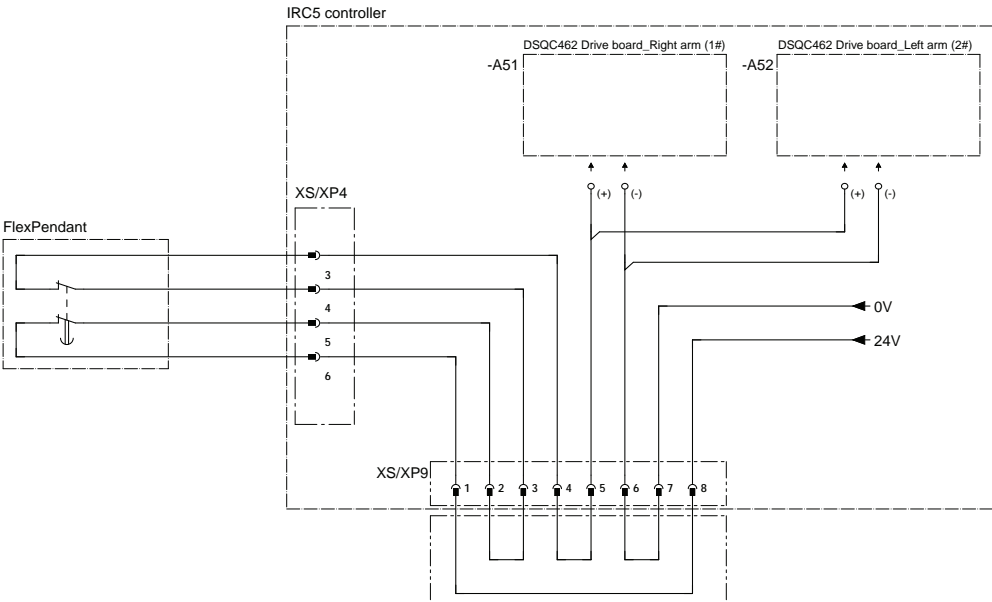 IRC5 controller
DSQC462 Drive board_Right arm (1#)
DSQC462 Drive board_Left arm (2#)
-A51
-A52
(+)
(-)
(+)
(-)
XS/XP4
FlexPendant
3
4
5
6
0V
24V
XS/XP9
1 2 3 4 5 6 7 8